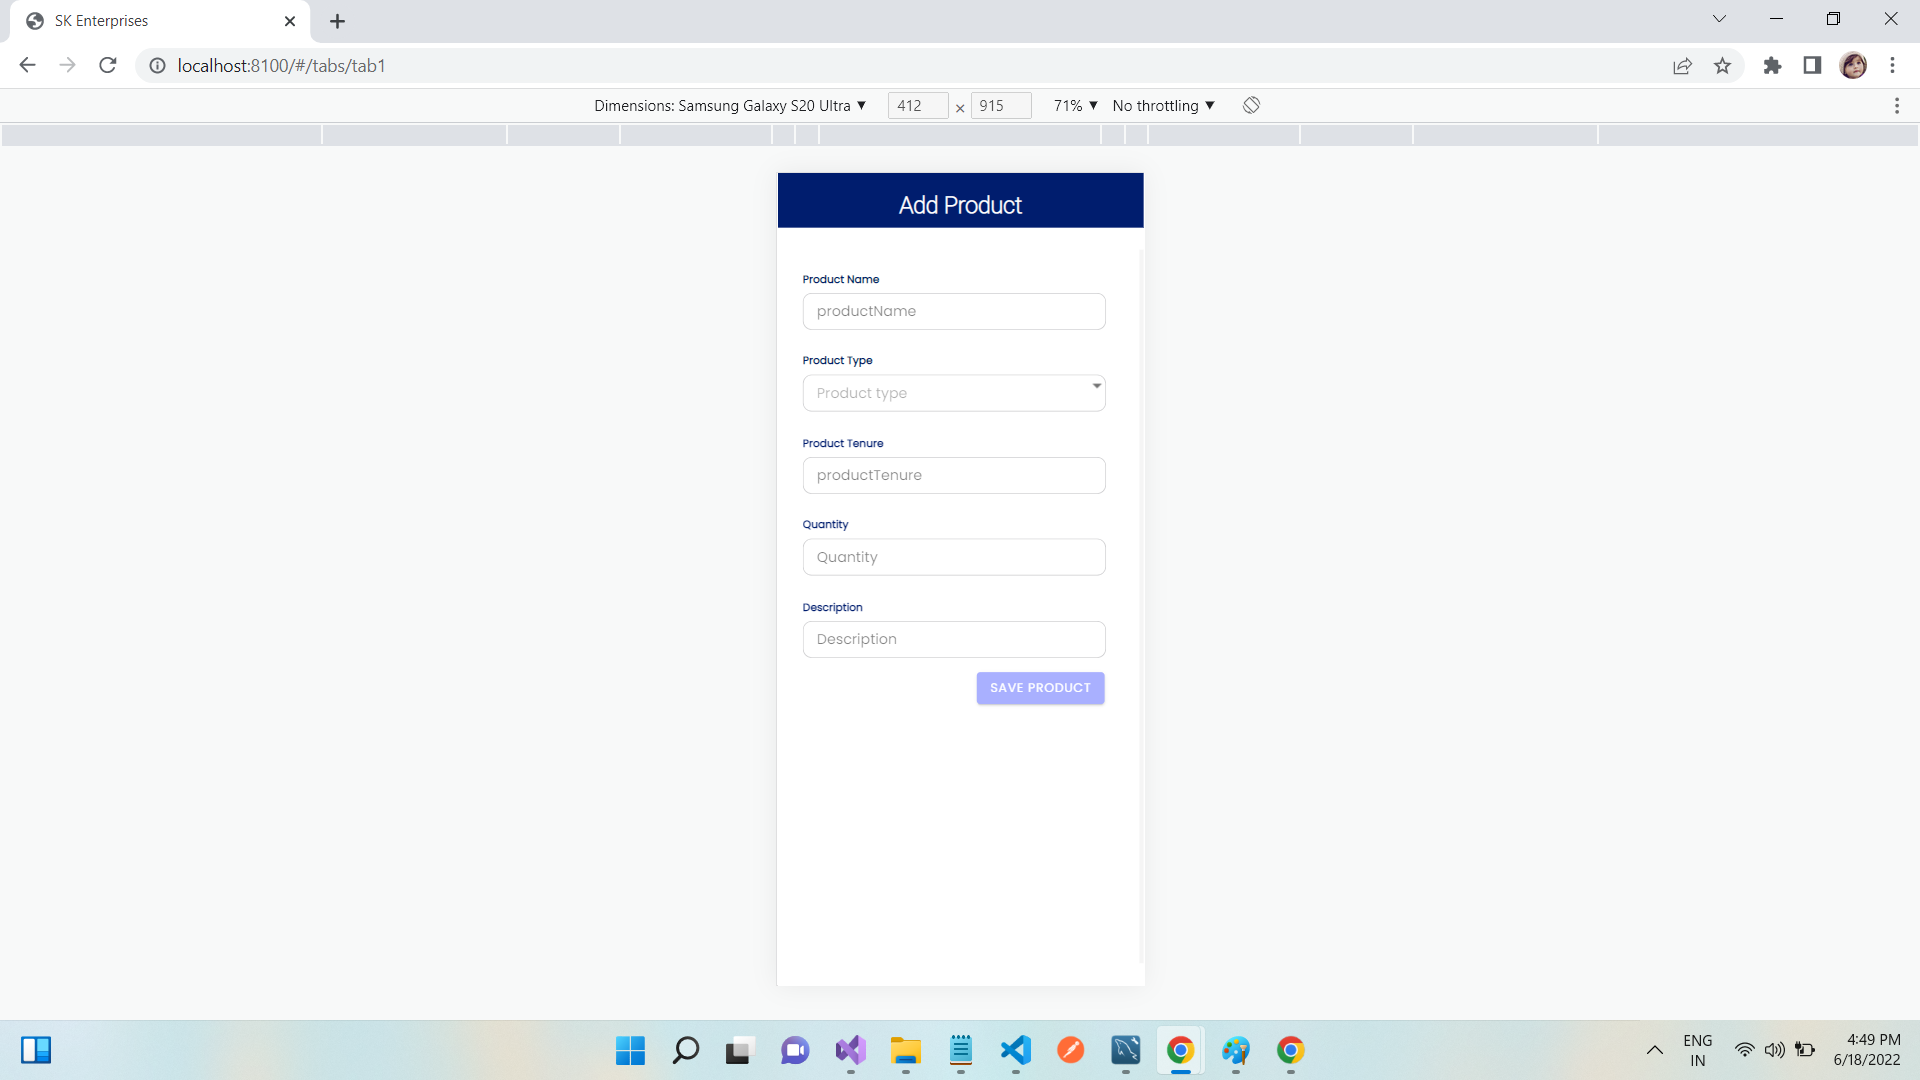 SK Enterprises
localhost:8100/#/tabs/tab1
Dimensions: Samsung Galaxy S20 Ultra ▼ 412 × 915 71% ▼ No throttling ▼
Add Product
Product Name
productName
Product Type
Product type
Product Tenure
productTenure
Quantity
Quantity
Description
Description
SAVE PRODUCT
ENG
IN
4:49 PM
6/18/2022